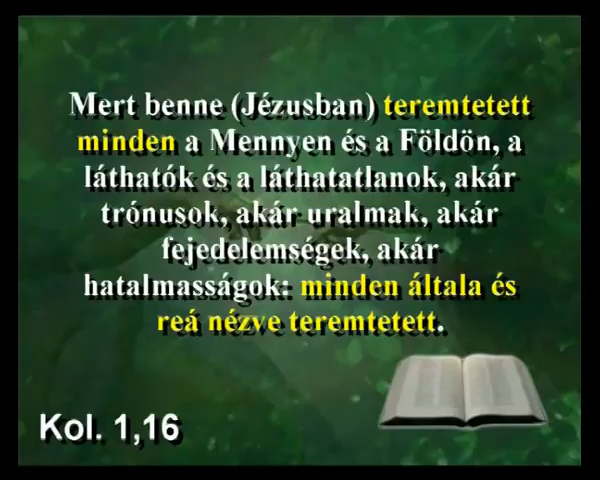 Mert benne (Jézusban) teremtetett
minden a Mennyen és a Földön, a
láthatók és a láthatatlanok, akár
trónusok, akár uralmak, akár
fejedelemségek, akár
hatalmasságok: minden általa és
reá nézve teremtetett.
Kol. 1,16